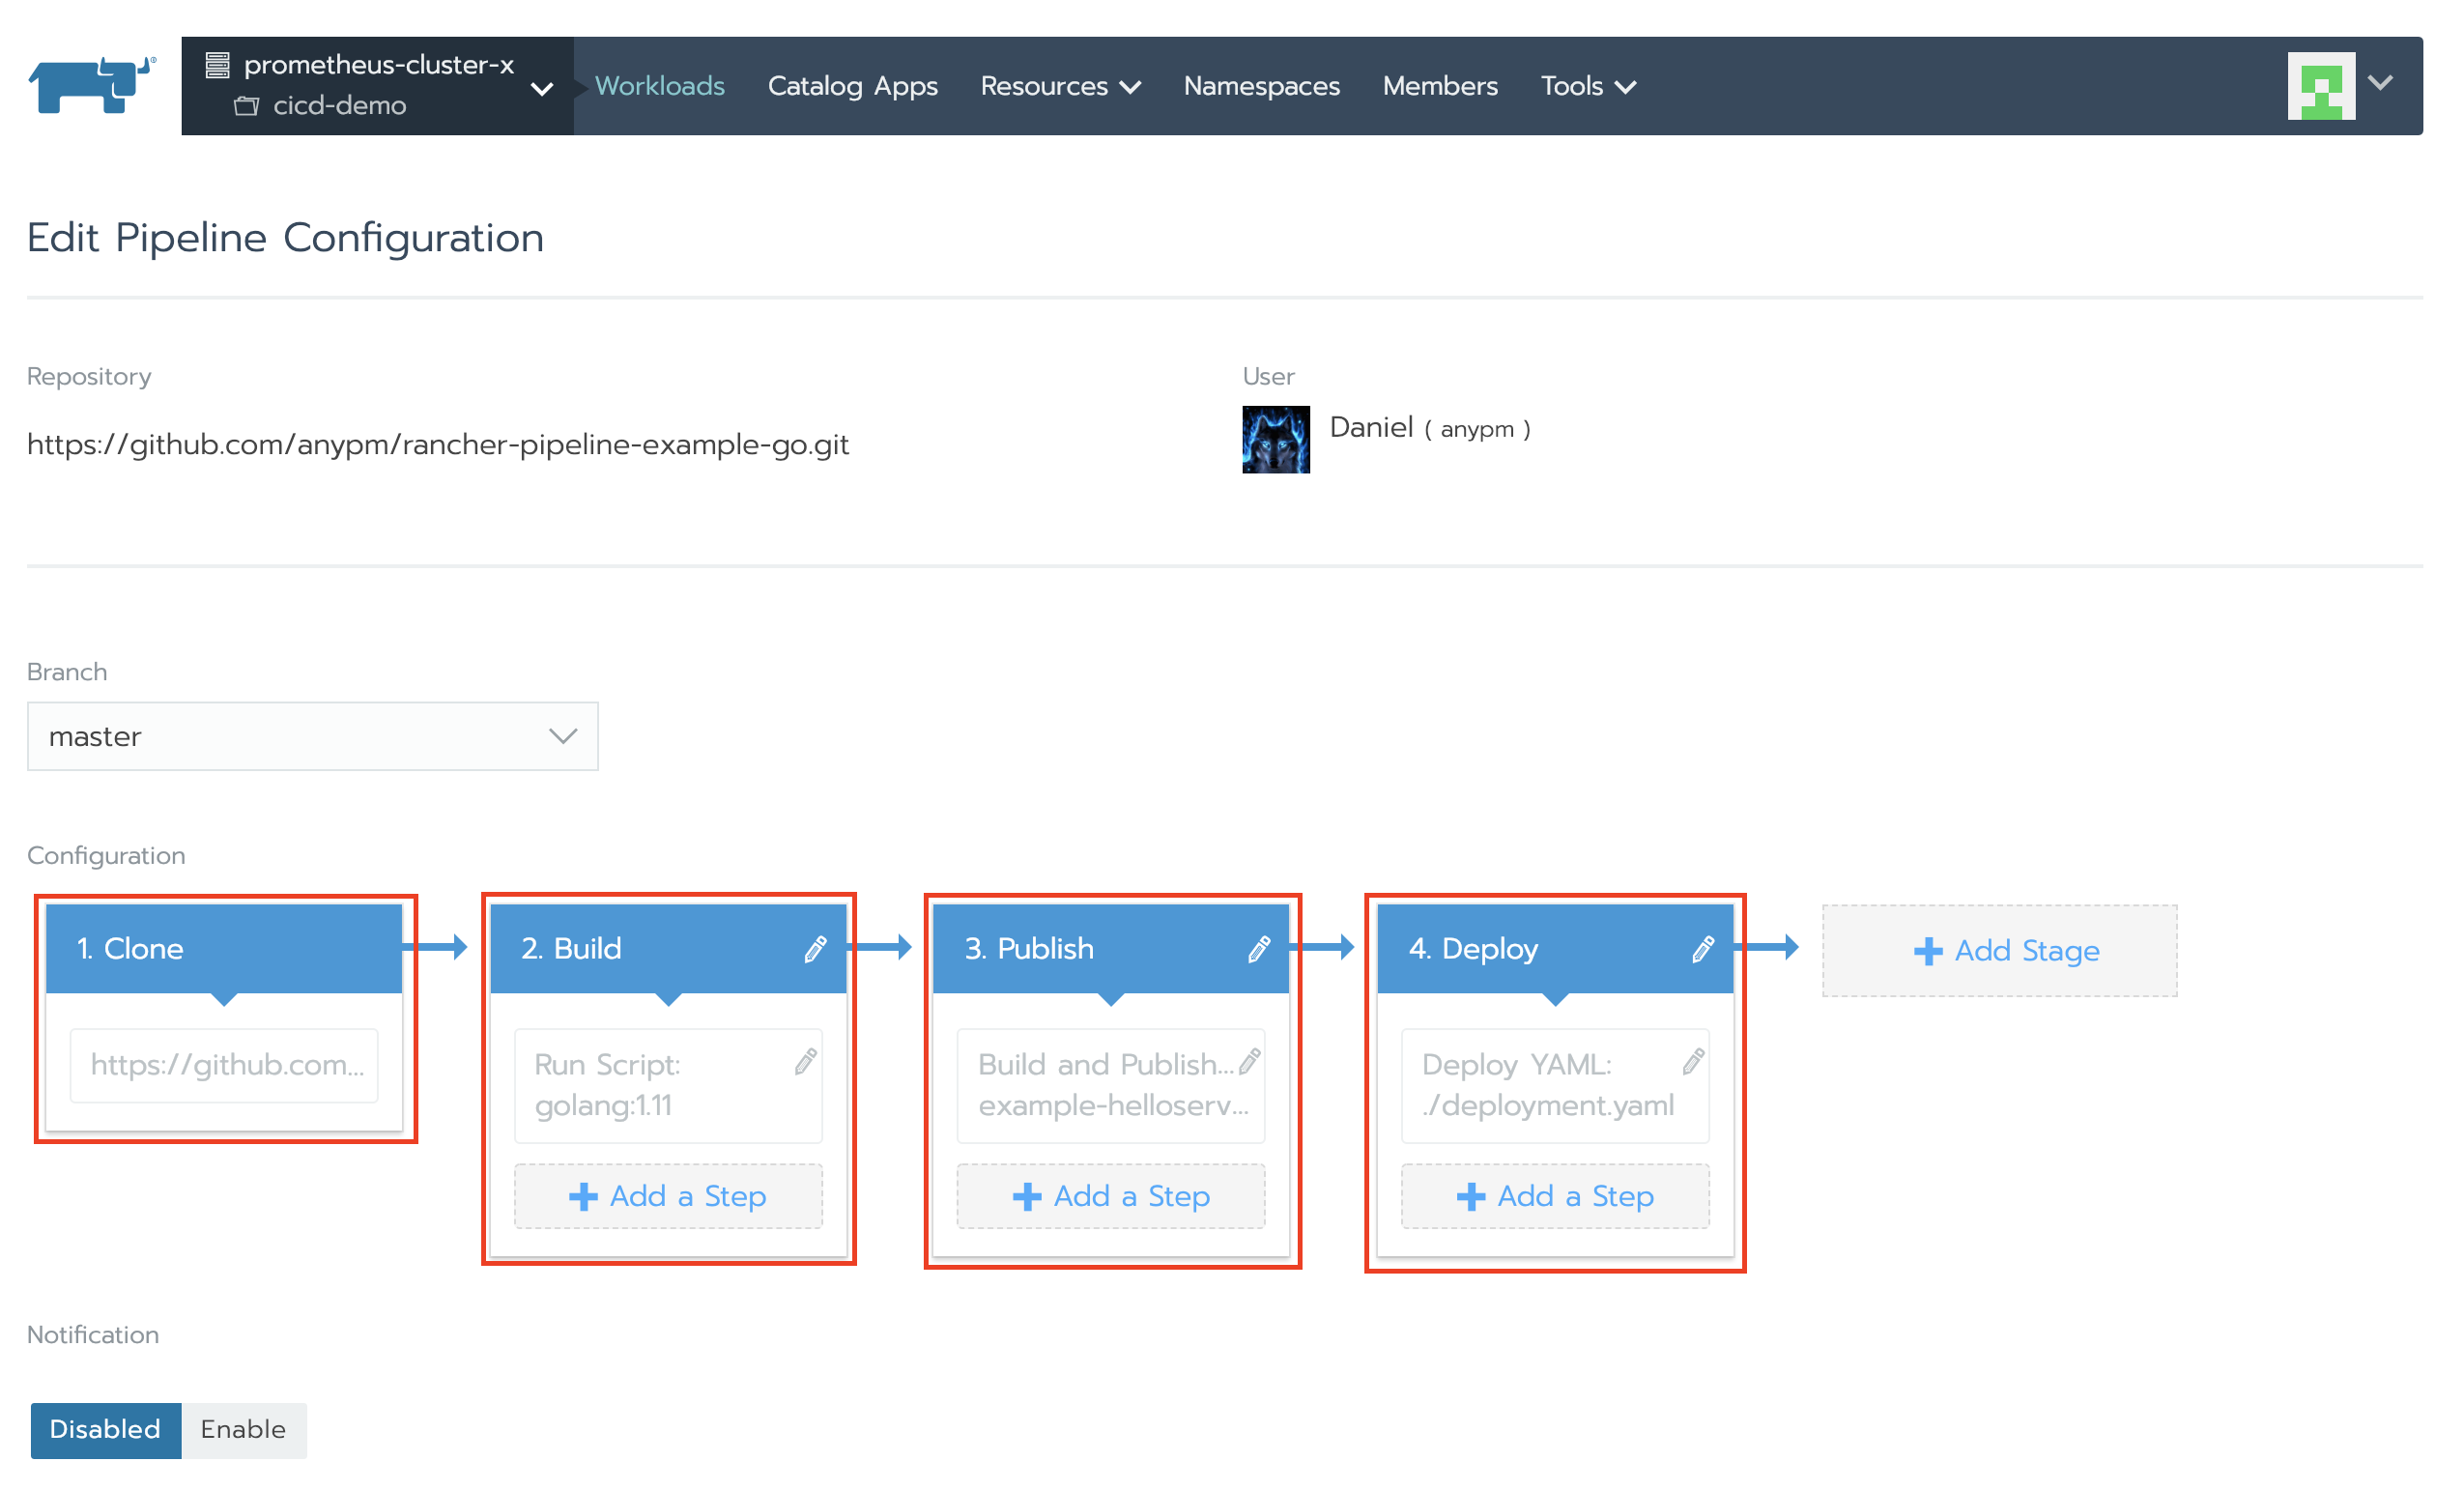 prometheus-cluster-x
cicd-demo
Workloads Catalog Apps Resources Namespaces Members Tools
Edit Pipeline Configuration
Repository
https://github.com/anypm/rancher-pipeline-example-go.git
User
Daniel ( anypm )
Branch
master
Configuration
1. Clone
https://github.com...
2. Build
Run Script:
golang:1.11
Add a Step
3. Publish
Build and Publish...
example-helloserv...
Add a Step
4. Deploy
Deploy YAML:
./deployment.yaml
Add a Step
Add Stage
Notification
Disabled Enable